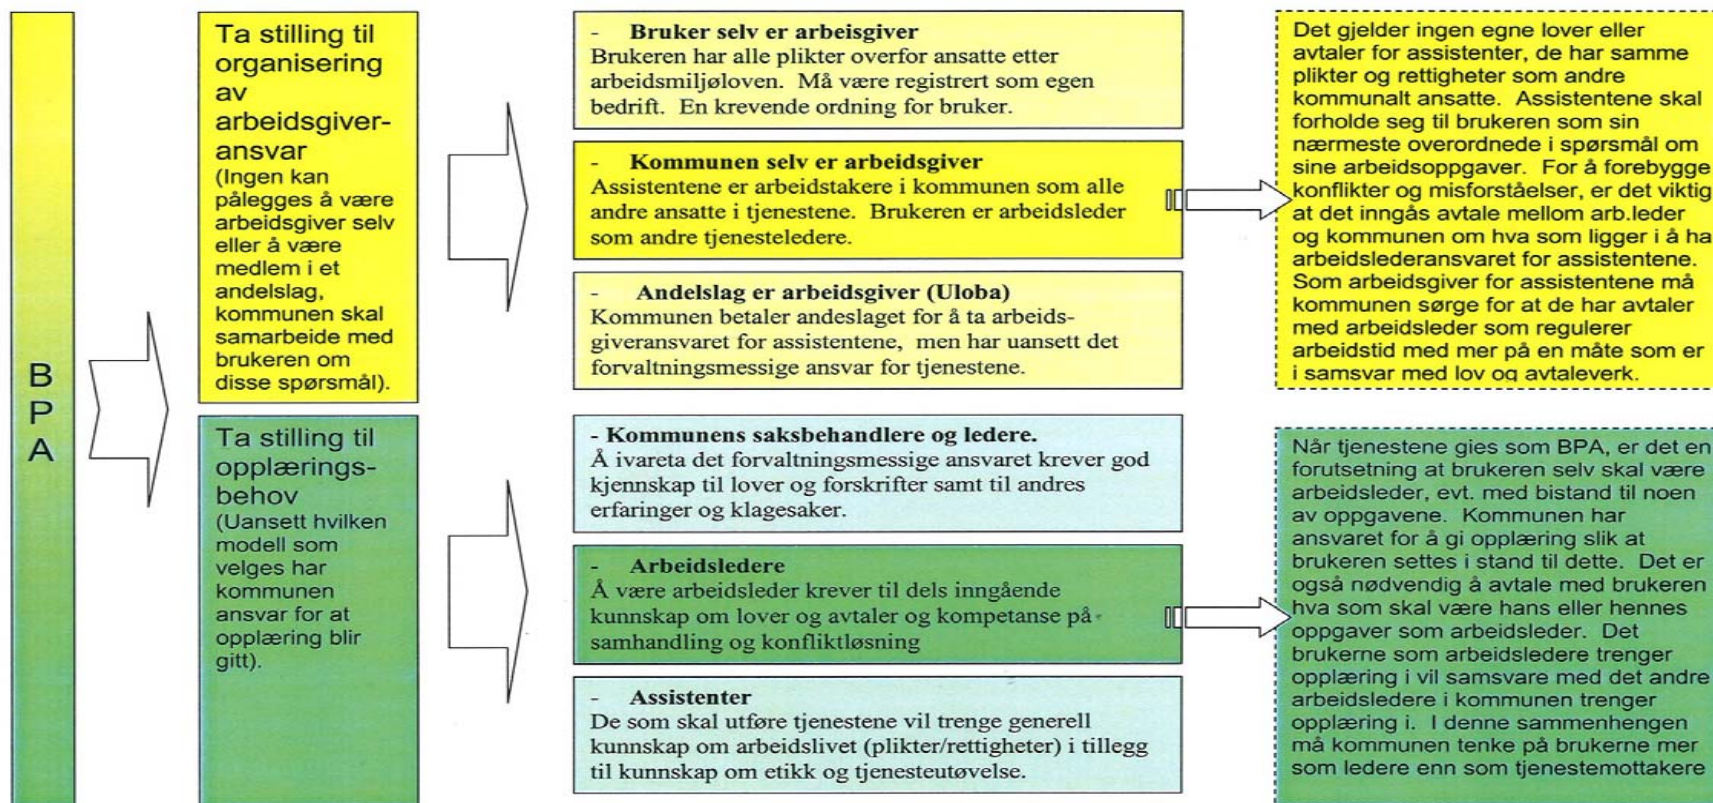 B
P
A
Ta stilling til
organisering
av
arbeidsgiver-
ansvar
(Ingen kan
pålegges å være
arbeidsgiver selv
eller å være
medlem i et
andelslag,
kommunen skal
samarbeide med
brukeren om
disse spørsmål).
- Bruker selv er arbeisgiver
Brukeren har alle plikter overfor ansatte etter
arbeidsmiljøloven. Må være registrert som egen
bedrift. En krevende ordning for bruker.
- Kommunen selv er arbeidsgiver
Assistentene er arbeidstakere i kommunen som alle
andre ansatte i tjenestene. Brukeren er arbeidsleder
som andre tjenesteledere.
- Andelslag er arbeidsgiver (Uloba)
Kommunen betaler andeslaget for å ta arbeids-
giveransvaret for assistentene, men har uansett det
forvaltningsmessige ansvar for tjenestene.
Det gjelder ingen egne lover eller
avtaler for assistenter, de har samme
plikter og rettigheter som andre
kommunalt ansatte. Assistentene skal
forholde seg til brukeren som sin
nærmeste overordnede i spørsmål om
sine arbeidsoppgaver. For å forebygge
konflikter og misforståelser, er det viktig
at det inngås avtale mellom arb.leder
og kommunen om hva som ligger i å ha
arbeidslederansvaret for assistentene.
Som arbeidsgiver for assistentene må
kommunen sørge for at de har avtaler
med arbeidsleder som regulerer
arbeidstid med mer på en måte som er
i samsvar med lov og avtaleverk.
Ta stilling til
opplærings-
behov
(Uansett hvilken
modell som
velges har
kommunen
ansvar for at
opplæring blir
gitt).
- Kommunens saksbehandlere og ledere.
Å ivareta det forvaltningsmessige ansvaret krever god
kjennskap til lover og forskrifter samt til andres
erfaringer og klagesaker.
- Arbeidsledere
Å være arbeidsleder krever til dels inngående
kunnskap om lover og avtaler og kompetanse på
samhandling og konfliktløsning
- Assistenter
De som skal utføre tjenestene vil trenge generell
kunnskap om arbeidslivet (plikter/rettigheter) i tillegg
til kunnskap om etikk og tjenesteutøvelse.
Når tjenestene gies som BPA, er det en
forutsetning at brukeren selv skal være
arbeidsleder, evt. med bistand til noen
av oppgavene. Kommunen har
ansvaret for å gi opplæring slik at
brukeren settes i stand til dette. Det er
også nødvendig å avtale med brukeren
hva som skal være hans eller hennes
oppgaver som arbeidsleder. Det
brukerne som arbeidsledere trenger
opplæring i vil samsvare med det andre
arbeidsledere i kommunen trenger
opplæring i. I denne sammenhengen
må kommunen tenke på brukerne mer
som ledere enn som tjenestemottakere